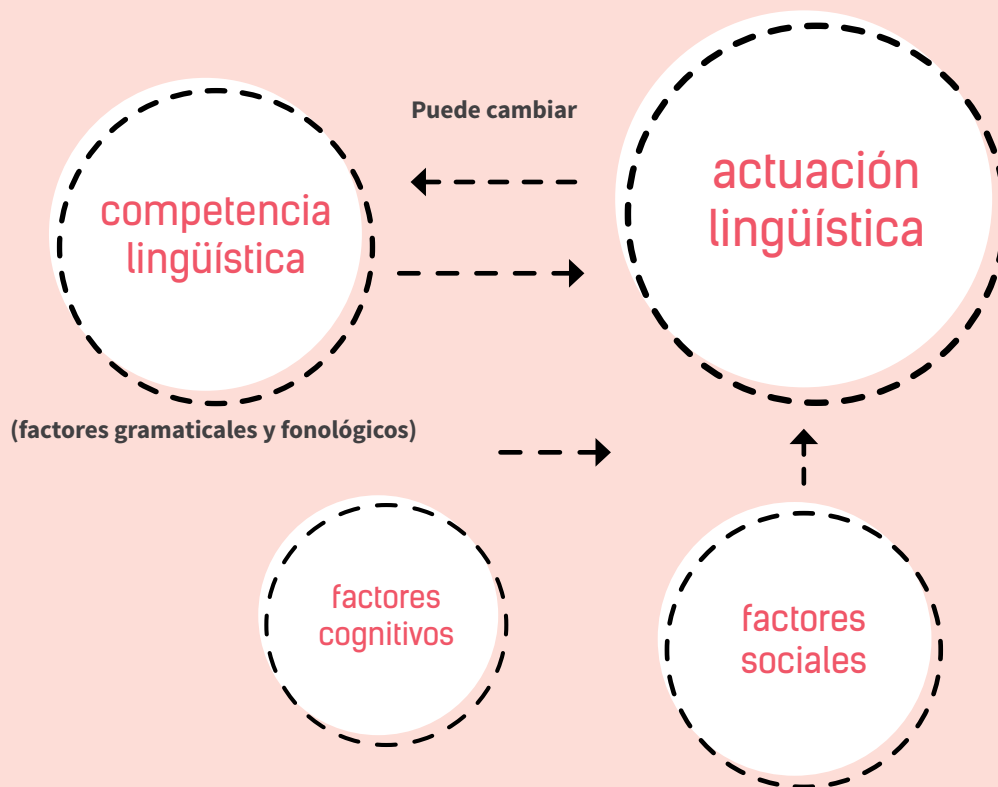 Puede cambiar
competencia
lingüística
actuación
lingüística
(factores gramaticales y fonológicos)
factores
cognitivos
factores
sociales